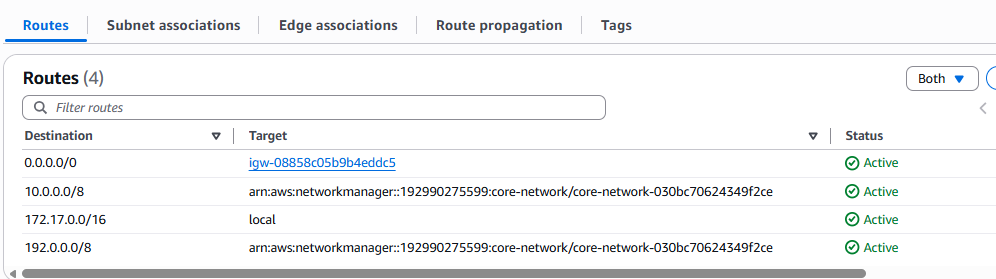 Routes Subnet associations Edge associations Route propagation Tags
Routes (4)
Both
Filter routes
Destination Target Status
0.0.0.0/0 igw-08858c05b9b4eddc5 Active
10.0.0.0/8 arn:aws:networkmanager::192990275599:core-network/core-network-030bc70624349f2ce Active
172.17.0.0/16 local Active
192.0.0.0/8 arn:aws:networkmanager::192990275599:core-network/core-network-030bc70624349f2ce Active